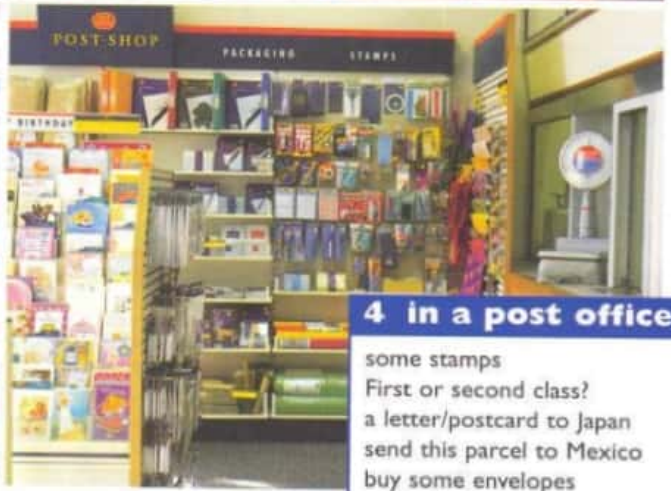 POST·SHOP
PACKAGING STAMPS
BIRTHDAY
4 in a post office
some stamps
First or second class?
a letter/postcard to Japan
send this parcel to Mexico
buy some envelopes